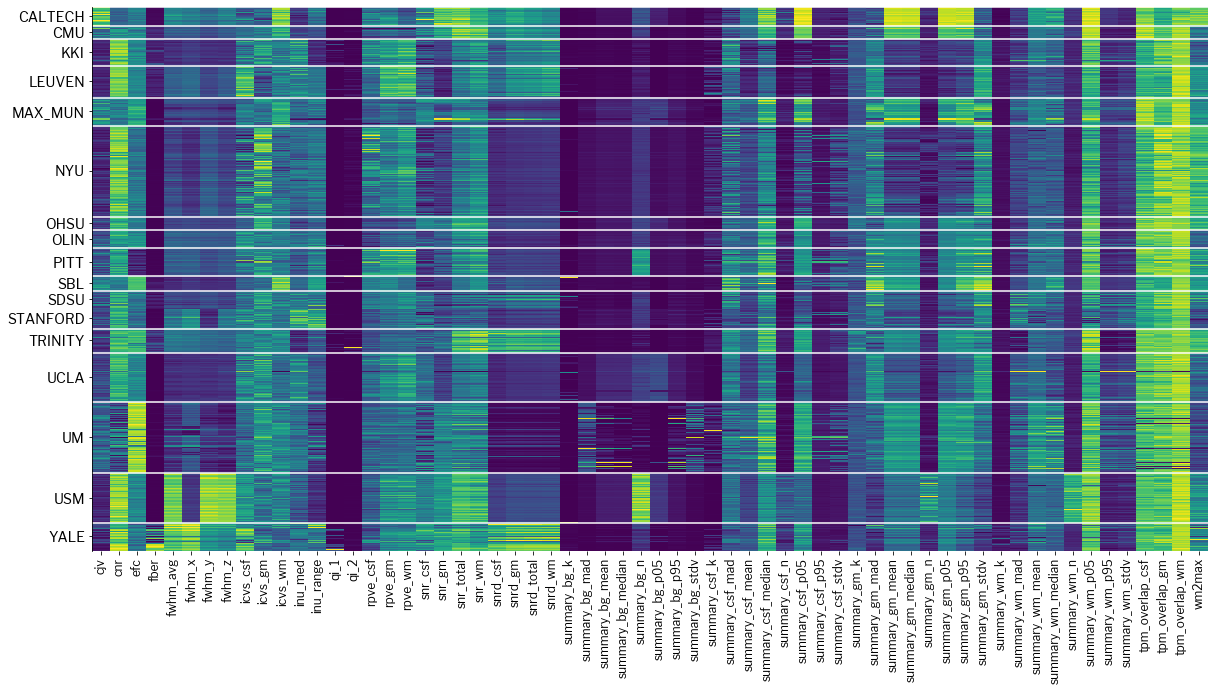 CALTECH
CMU
KKI
LEUVEN
MAX_MUN
NYU
OHSU
OLIN
PITT
SBL
SDSU
STANFORD
TRINITY
UCLA
UM
USM
YALE
cjv
cnr
efc
fber
fwhm_avg
fwhm_x
fwhm_y
fwhm_z
icvs_csf
icvs_gm
icvs_wm
inu_med
inu_range
qi_1
qi_2
rpve_csf
rpve_gm
rpve_wm
snr_csf
snr_gm
snr_total
snr_wm
snrd_csf
snrd_gm
snrd_total
snrd_wm
summary_bg_k
summary_bg_mad
summary_bg_mean
summary_bg_median
summary_bg_n
summary_bg_p05
summary_bg_p95
summary_bg_stdv
summary_csf_k
summary_csf_mad
summary_csf_mean
summary_csf_median
summary_csf_n
summary_csf_p05
summary_csf_p95
summary_csf_stdv
summary_gm_k
summary_gm_mad
summary_gm_mean
summary_gm_median
summary_gm_n
summary_gm_p05
summary_gm_p95
summary_gm_stdv
summary_wm_k
summary_wm_mad
summary_wm_mean
summary_wm_median
summary_wm_n
summary_wm_p05
summary_wm_p95
summary_wm_stdv
tpm_overlap_csf
tpm_overlap_gm
tpm_overlap_wm
wm2max